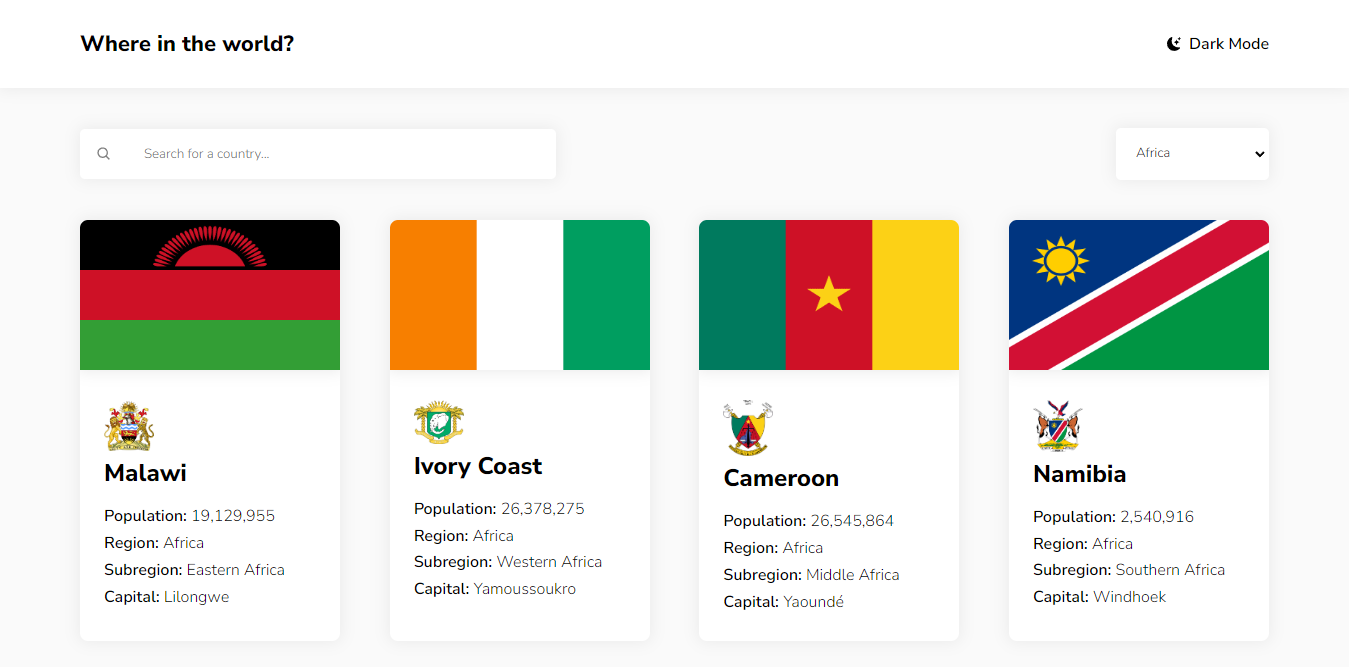 Where in the world?
Dark Mode
Search for a country...
Africa
Malawi
Population: 19,129,955
Region: Africa
Subregion: Eastern Africa
Capital: Lilongwe
Ivory Coast
Population: 26,378,275
Region: Africa
Subregion: Western Africa
Capital: Yamoussoukro
Cameroon
Population: 26,545,864
Region: Africa
Subregion: Middle Africa
Capital: Yaoundé
Namibia
Population: 2,540,916
Region: Africa
Subregion: Southern Africa
Capital: Windhoek